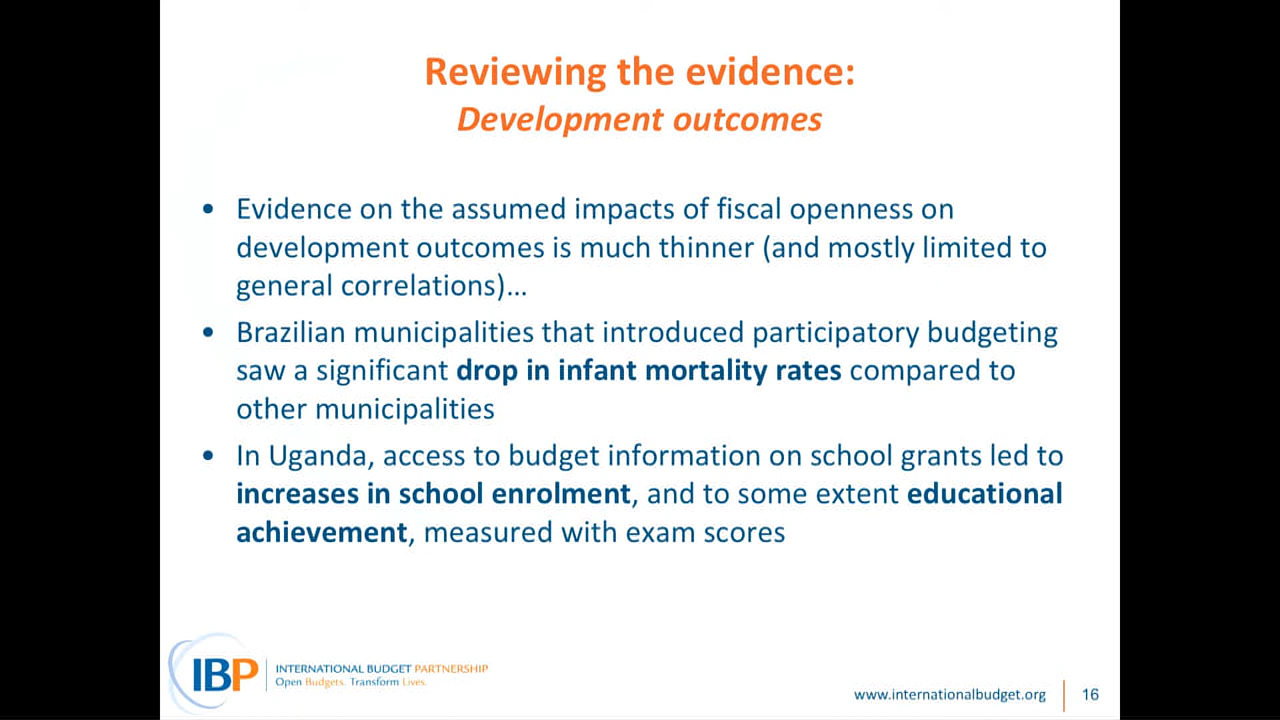 Reviewing the evidence:
Development outcomes
• Evidence on the assumed impacts of fiscal openness on
development outcomes is much thinner (and mostly limited to
general correlations)…
• Brazilian municipalities that introduced participatory budgeting
saw a significant drop in infant mortality rates compared to
other municipalities
• In Uganda, access to budget information on school grants led to
increases in school enrolment, and to some extent educational
achievement, measured with exam scores
IBP
INTERNATIONAL BUDGET PARTNERSHIP
Open Budgets. Transform Lives.
www.internationalbudget.org
16